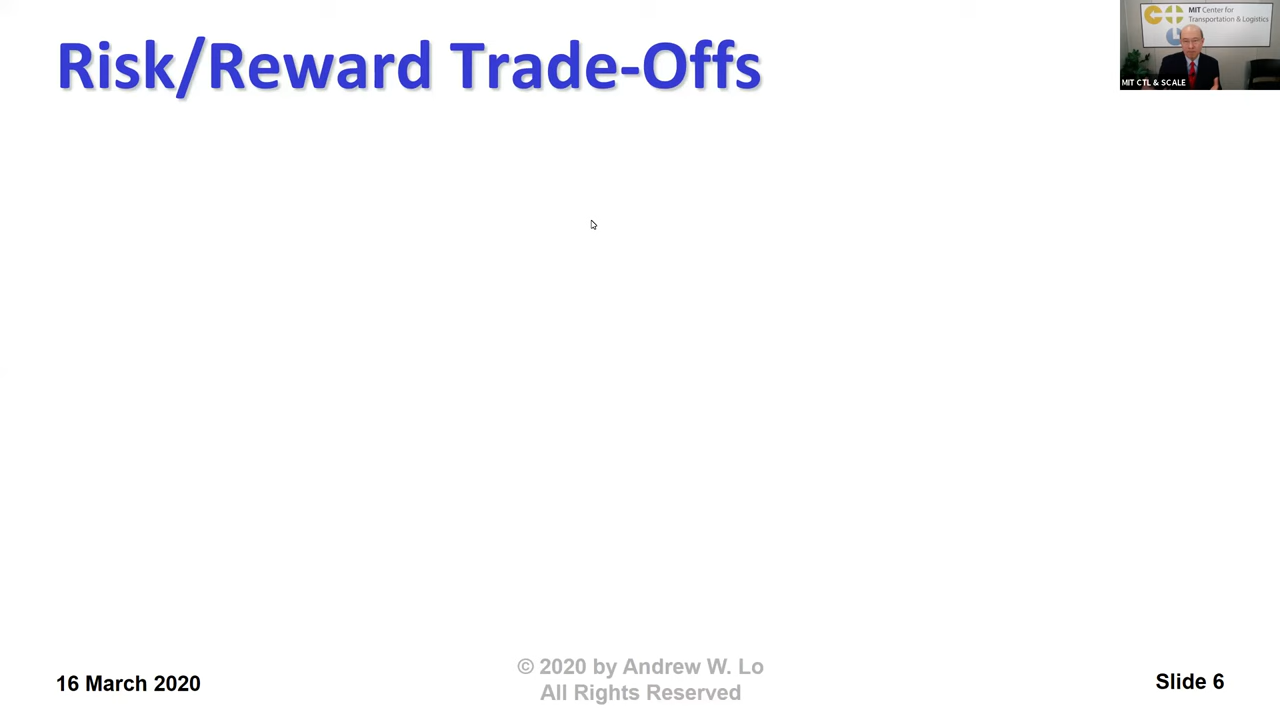 Risk/Reward Trade-Offs
MIT Center for
Transportation & Logistics
MIT CTL & SCALE
© 2020 by Andrew W. Lo
All Rights Reserved
16 March 2020
Slide 6